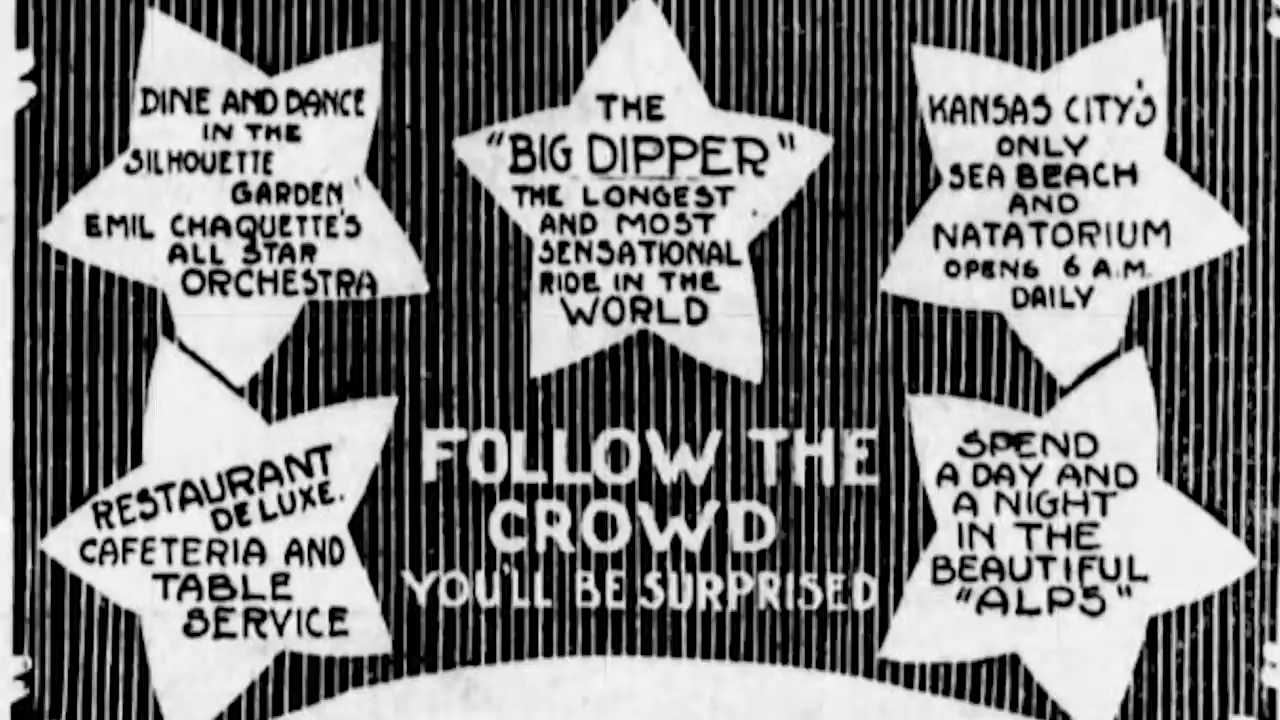 DINE AND DANCE
IN THE
SILHOUETTE
GARDEN
EMIL CHAQUETTE'S
ALL STAR
ORCHESTRA
THE
"BIG DIPPER"
THE LONGEST
AND MOST
SENSATIONAL
RIDE IN THE
WORLD
KANSAS CITY'S
ONLY
SEA BEACH
AND
NATATORIUM
OPENS 6 A.M.
DAILY
RESTAURANT
DE LUXE.
CAFETERIA AND
TABLE
SERVICE
FOLLOW THE
CROWD
YOU'LL BE SURPRISED
SPEND
A DAY AND
A NIGHT
IN THE
BEAUTIFUL
"ALPS"